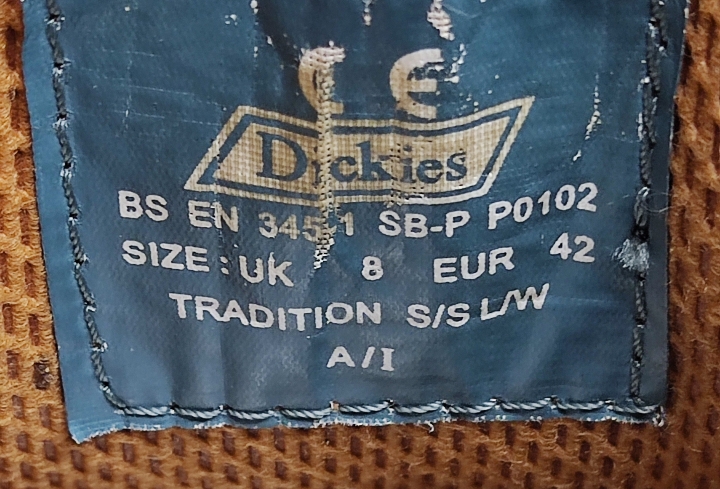 CE
Dickies
BS EN 345-1 SB-P P0102
SIZE: UK 8 EUR 42
TRADITION S/S L/W
A/I